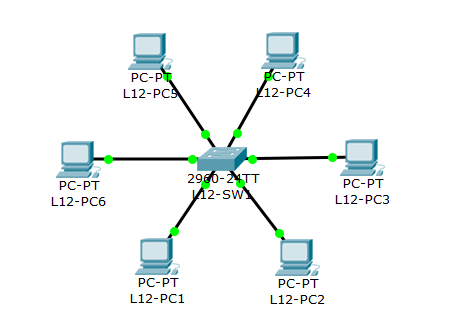 PC-PT
L12-PC5
PC-PT
L12-PC4
PC-PT
L12-PC6
2960-24TT
L12-SW1
PC-PT
L12-PC3
PC-PT
L12-PC1
PC-PT
L12-PC2